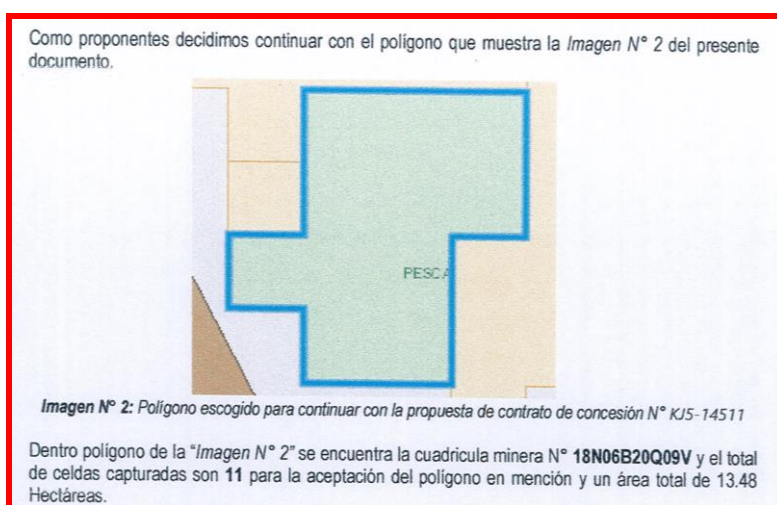 Como proponentes decidimos continuar con el polígono que muestra la Imagen N° 2 del presente
documento.
PESCA
Imagen N° 2: Polígono escogido para continuar con la propuesta de contrato de concesión N° KJ5-14511
Dentro polígono de la "Imagen N° 2" se encuentra la cuadricula minera N° 18N06B20Q09V y el total
de celdas capturadas son 11 para la aceptación del polígono en mención y un área total de 13.48
Hectáreas.